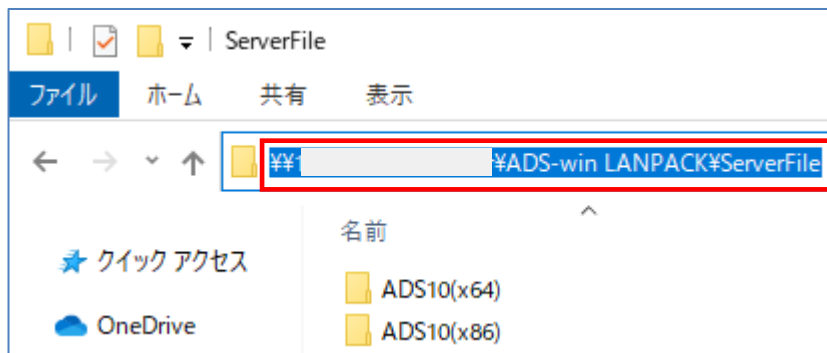 ServerFile
ファイル ホーム 共有 表示
¥¥ ¥ADS-win LANPACK¥ServerFile
名前
クイック アクセス
ADS10(x64)
OneDrive
ADS10(x86)